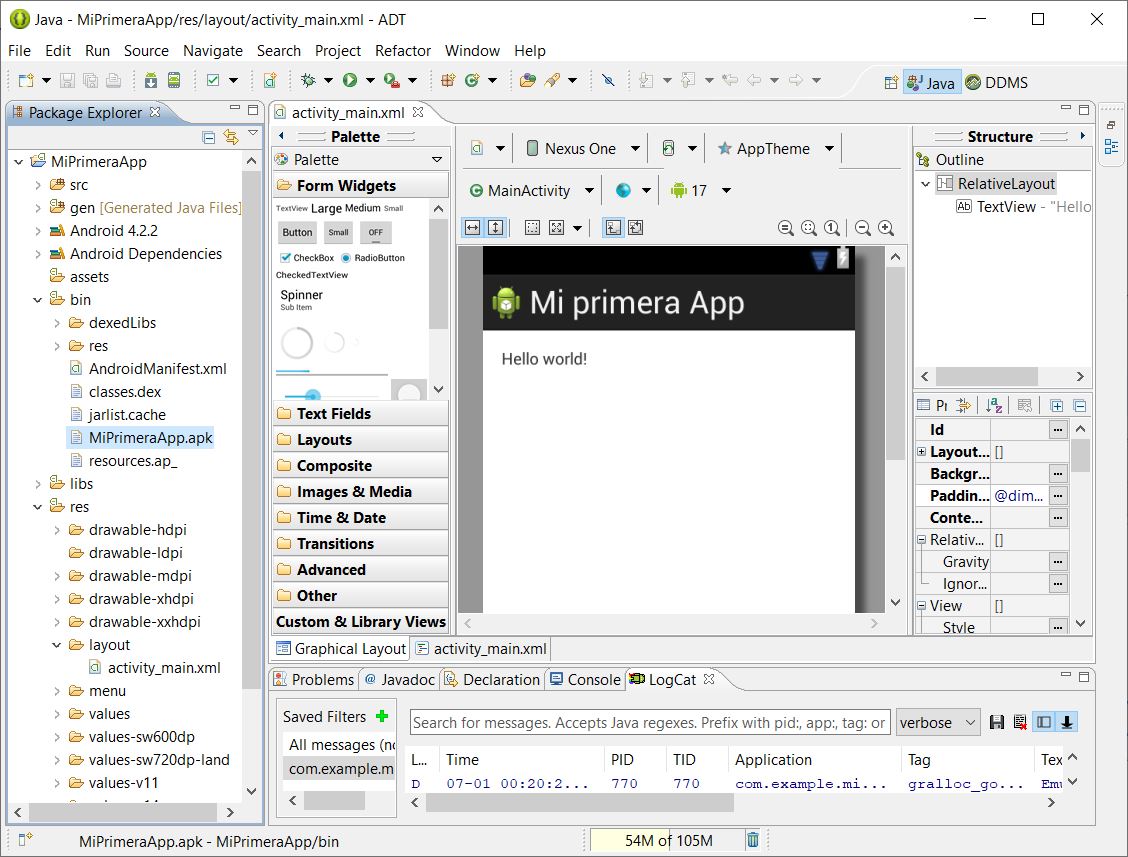 Java - MiPrimeraApp/res/layout/activity_main.xml - ADT
File Edit Run Source Navigate Search Project Refactor Window Help
Java DDMS
Package Explorer
MiPrimeraApp
src
gen [Generated Java Files]
Android 4.2.2
Android Dependencies
assets
bin
dexedLibs
res
AndroidManifest.xml
classes.dex
jarlist.cache
MiPrimeraApp.apk
resources.ap_
libs
res
drawable-hdpi
drawable-ldpi
drawable-mdpi
drawable-xhdpi
drawable-xxhdpi
layout
activity_main.xml
menu
values
values-sw600dp
values-sw720dp-land
values-v11
activity_main.xml
Palette
Palette
Form Widgets
TextView Large Medium Small
Button Small OFF
CheckBox RadioButton
CheckedTextView
Spinner
Sub Item
Text Fields
Layouts
Composite
Images & Media
Time & Date
Transitions
Advanced
Other
Custom & Library Views
Nexus One AppTheme
MainActivity 17
Mi primera App
Hello world!
Graphical Layout activity_main.xml
Structure
Outline
RelativeLayout
Ab TextView - "Hello
Pr
Id
Layout... []
Backgr...
Paddin... @dim...
Conte...
Relativ... []
Gravity
Ignor...
View []
Style
Problems @ Javadoc Declaration Console LogCat
Saved Filters
All messages (no
com.example.m
Search for messages. Accepts Java regexes. Prefix with pid:, app:, tag: or
verbose
L... Time PID TID Application Tag Tex
D 07-01 00:20:2... 770 770 com.example.mi... gralloc_go... Emu
MiPrimeraApp.apk - MiPrimeraApp/bin
54M of 105M